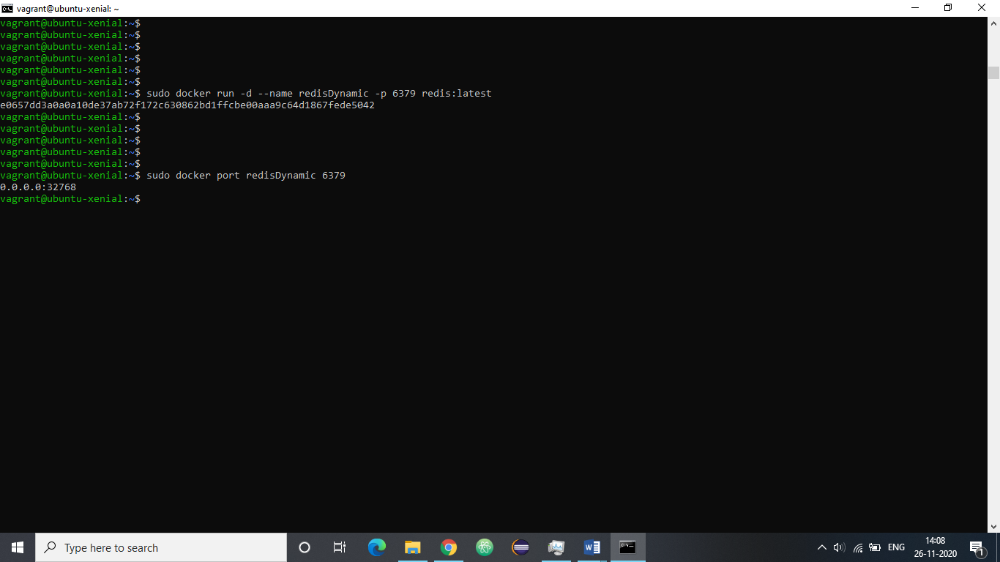 vagrant@ubuntu-xenial: ~
vagrant@ubuntu-xenial:~$
vagrant@ubuntu-xenial:~$
vagrant@ubuntu-xenial:~$
vagrant@ubuntu-xenial:~$
vagrant@ubuntu-xenial:~$
vagrant@ubuntu-xenial:~$
vagrant@ubuntu-xenial:~$ sudo docker run -d --name redisDynamic -p 6379 redis:latest
e0657dd3a0a0a10de37ab72f172c630862bd1ffcbe00aaa9c64d1867fede5042
vagrant@ubuntu-xenial:~$
vagrant@ubuntu-xenial:~$
vagrant@ubuntu-xenial:~$
vagrant@ubuntu-xenial:~$
vagrant@ubuntu-xenial:~$
vagrant@ubuntu-xenial:~$ sudo docker port redisDynamic 6379
0.0.0.0:32768
vagrant@ubuntu-xenial:~$
Type here to search
ENG
14:08
26-11-2020
1